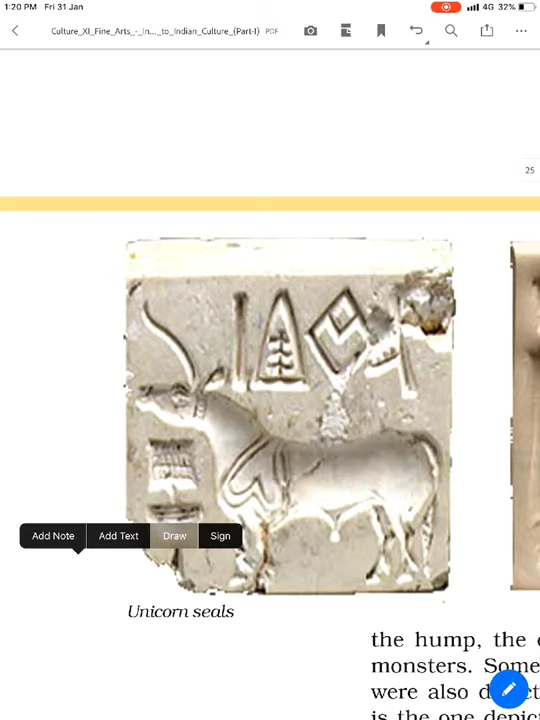 1:20 PM Fri 31 Jan 4G 32%
Culture_XI_Fine_Arts_-_In..._to_Indian_Culture_(Part-I) PDF
25
Add Note Add Text Draw Sign
Unicorn seals
the hump, the
monsters. Some
were also
is the one depic